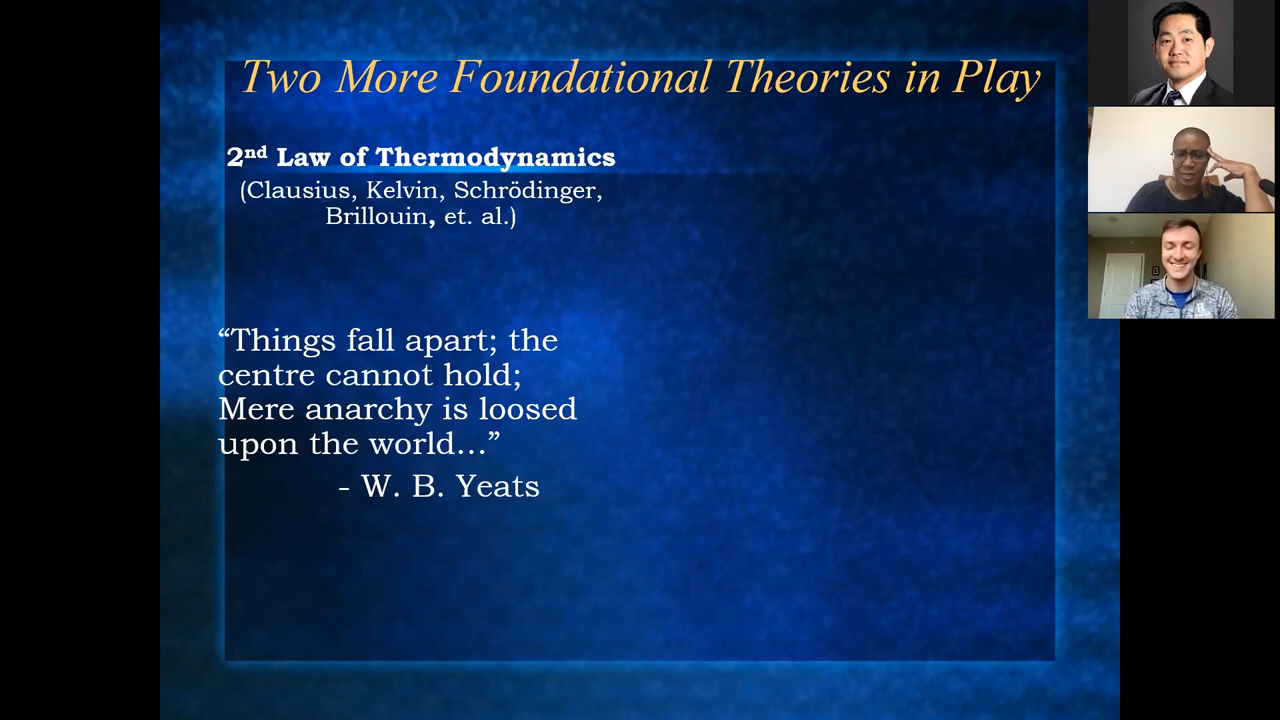 Two More Foundational Theories in Play
2nd Law of Thermodynamics
(Clausius, Kelvin, Schrödinger,
Brillouin, et. al.)
“Things fall apart; the
centre cannot hold;
Mere anarchy is loosed
upon the world…”
- W. B. Yeats